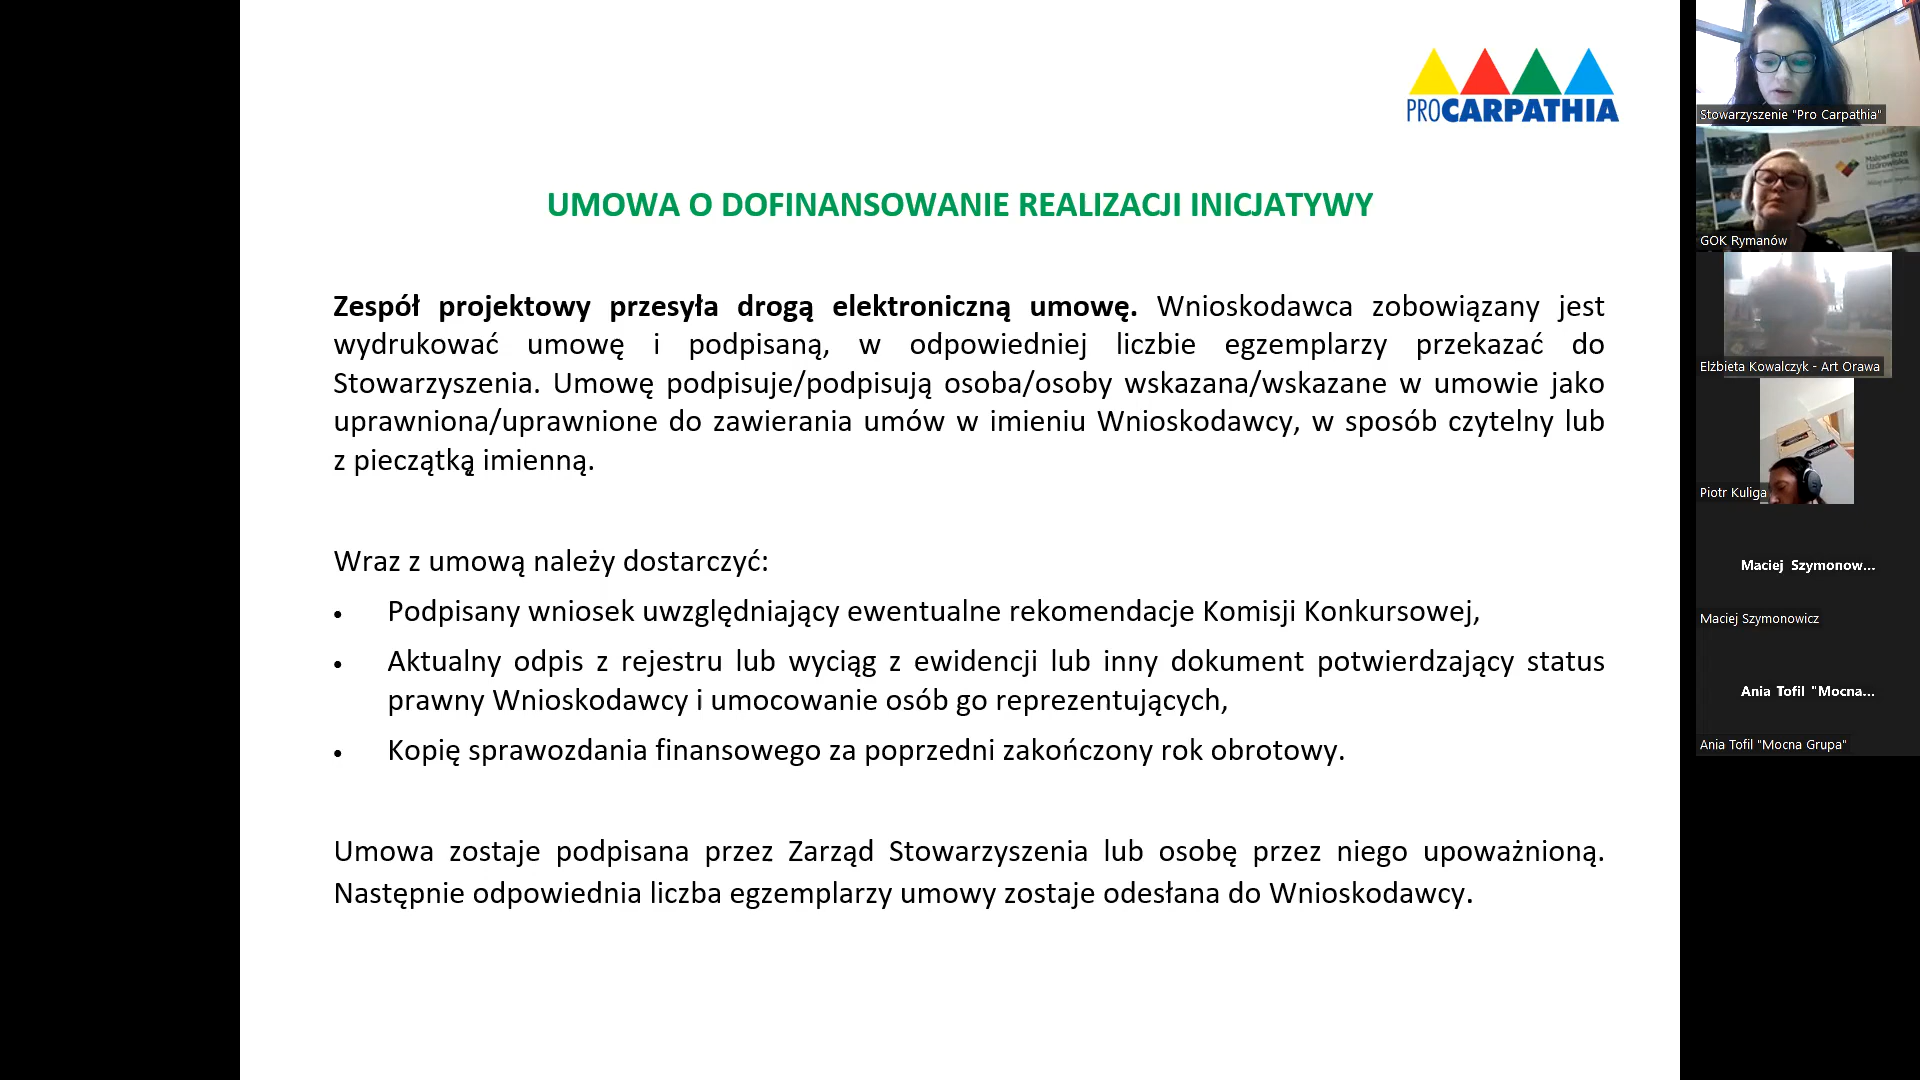 PROCARPATHIA
UMOWA O DOFINANSOWANIE REALIZACJI INICJATYWY
Zespół projektowy przesyła drogą elektroniczną umowę. Wnioskodawca zobowiązany jest
wydrukować umowę i podpisaną, w odpowiedniej liczbie egzemplarzy przekazać do
Stowarzyszenia. Umowę podpisuje/podpisują osoba/osoby wskazana/wskazane w umowie jako
uprawniona/uprawnione do zawierania umów w imieniu Wnioskodawcy, w sposób czytelny lub
z pieczątką imienną.
Wraz z umową należy dostarczyć:
• Podpisany wniosek uwzględniający ewentualne rekomendacje Komisji Konkursowej,
• Aktualny odpis z rejestru lub wyciąg z ewidencji lub inny dokument potwierdzający status
prawny Wnioskodawcy i umocowanie osób go reprezentujących,
• Kopię sprawozdania finansowego za poprzedni zakończony rok obrotowy.
Umowa zostaje podpisana przez Zarząd Stowarzyszenia lub osobę przez niego upoważnioną.
Następnie odpowiednia liczba egzemplarzy umowy zostaje odesłana do Wnioskodawcy.
Stowarzyszenie "Pro Carpathia"
Malownicze
Uzdrowiska
GOK Rymanów
Elżbieta Kowalczyk - Art Orawa
Piotr Kuliga
Maciej Szymonow...
Maciej Szymonowicz
Ania Tofil "Mocna...
Ania Tofil "Mocna Grupa"